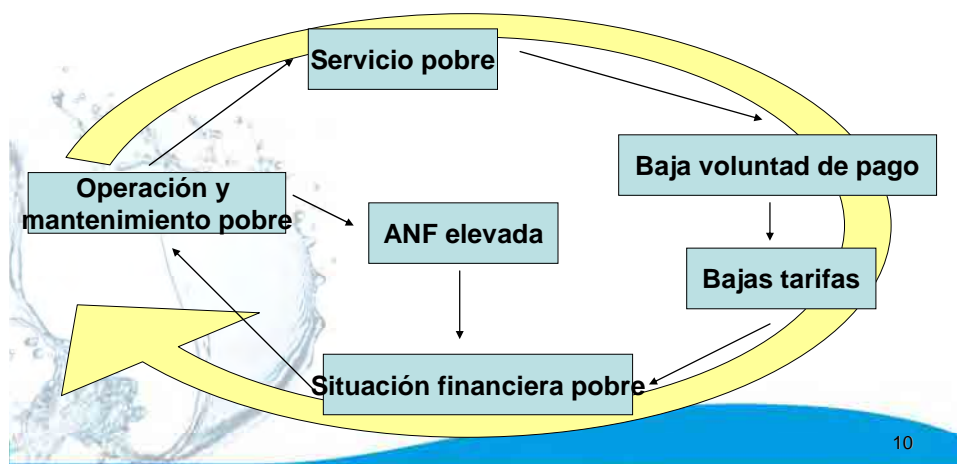 Servicio pobre
Baja voluntad de pago
Operación y
mantenimiento pobre
ANF elevada
Bajas tarifas
Situación financiera pobre
10